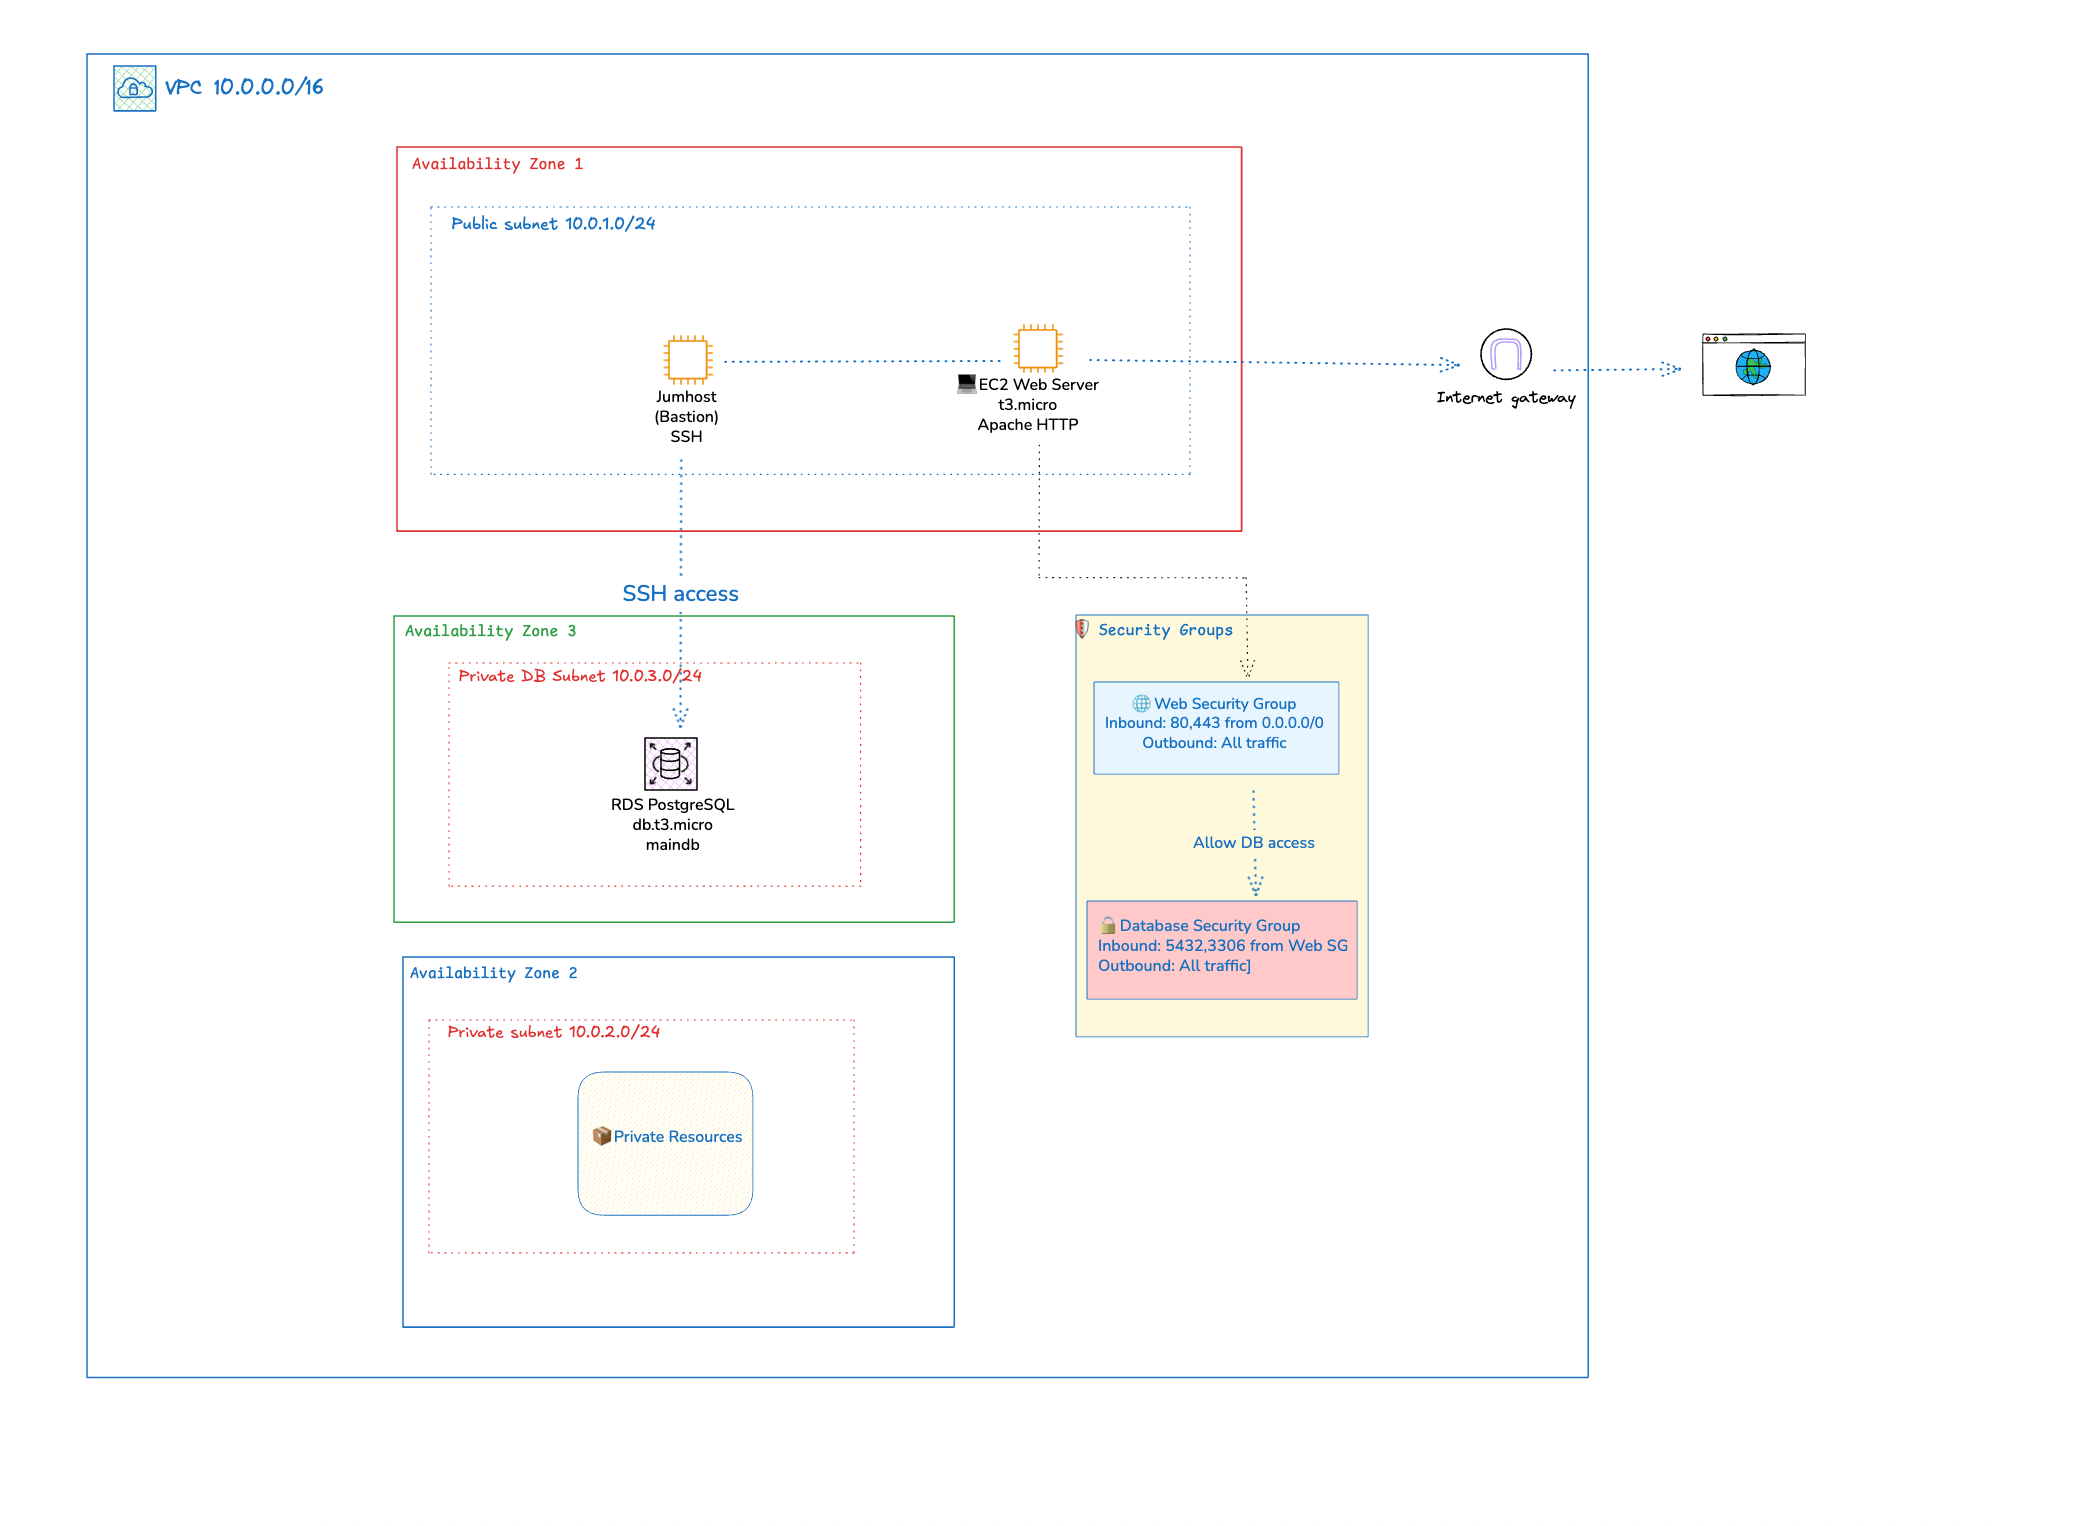 VPC 10.0.0.0/16
Availability Zone 1
Public subnet 10.0.1.0/24
Jumhost
(Bastion)
SSH
EC2 Web Server
t3.micro
Apache HTTP
Internet gateway
SSH access
Availability Zone 3
Private DB Subnet 10.0.3.0/24
RDS PostgreSQL
db.t3.micro
maindb
Security Groups
Web Security Group
Inbound: 80,443 from 0.0.0.0/0
Outbound: All traffic
Allow DB access
Database Security Group
Inbound: 5432,3306 from Web SG
Outbound: All traffic]
Availability Zone 2
Private subnet 10.0.2.0/24
Private Resources